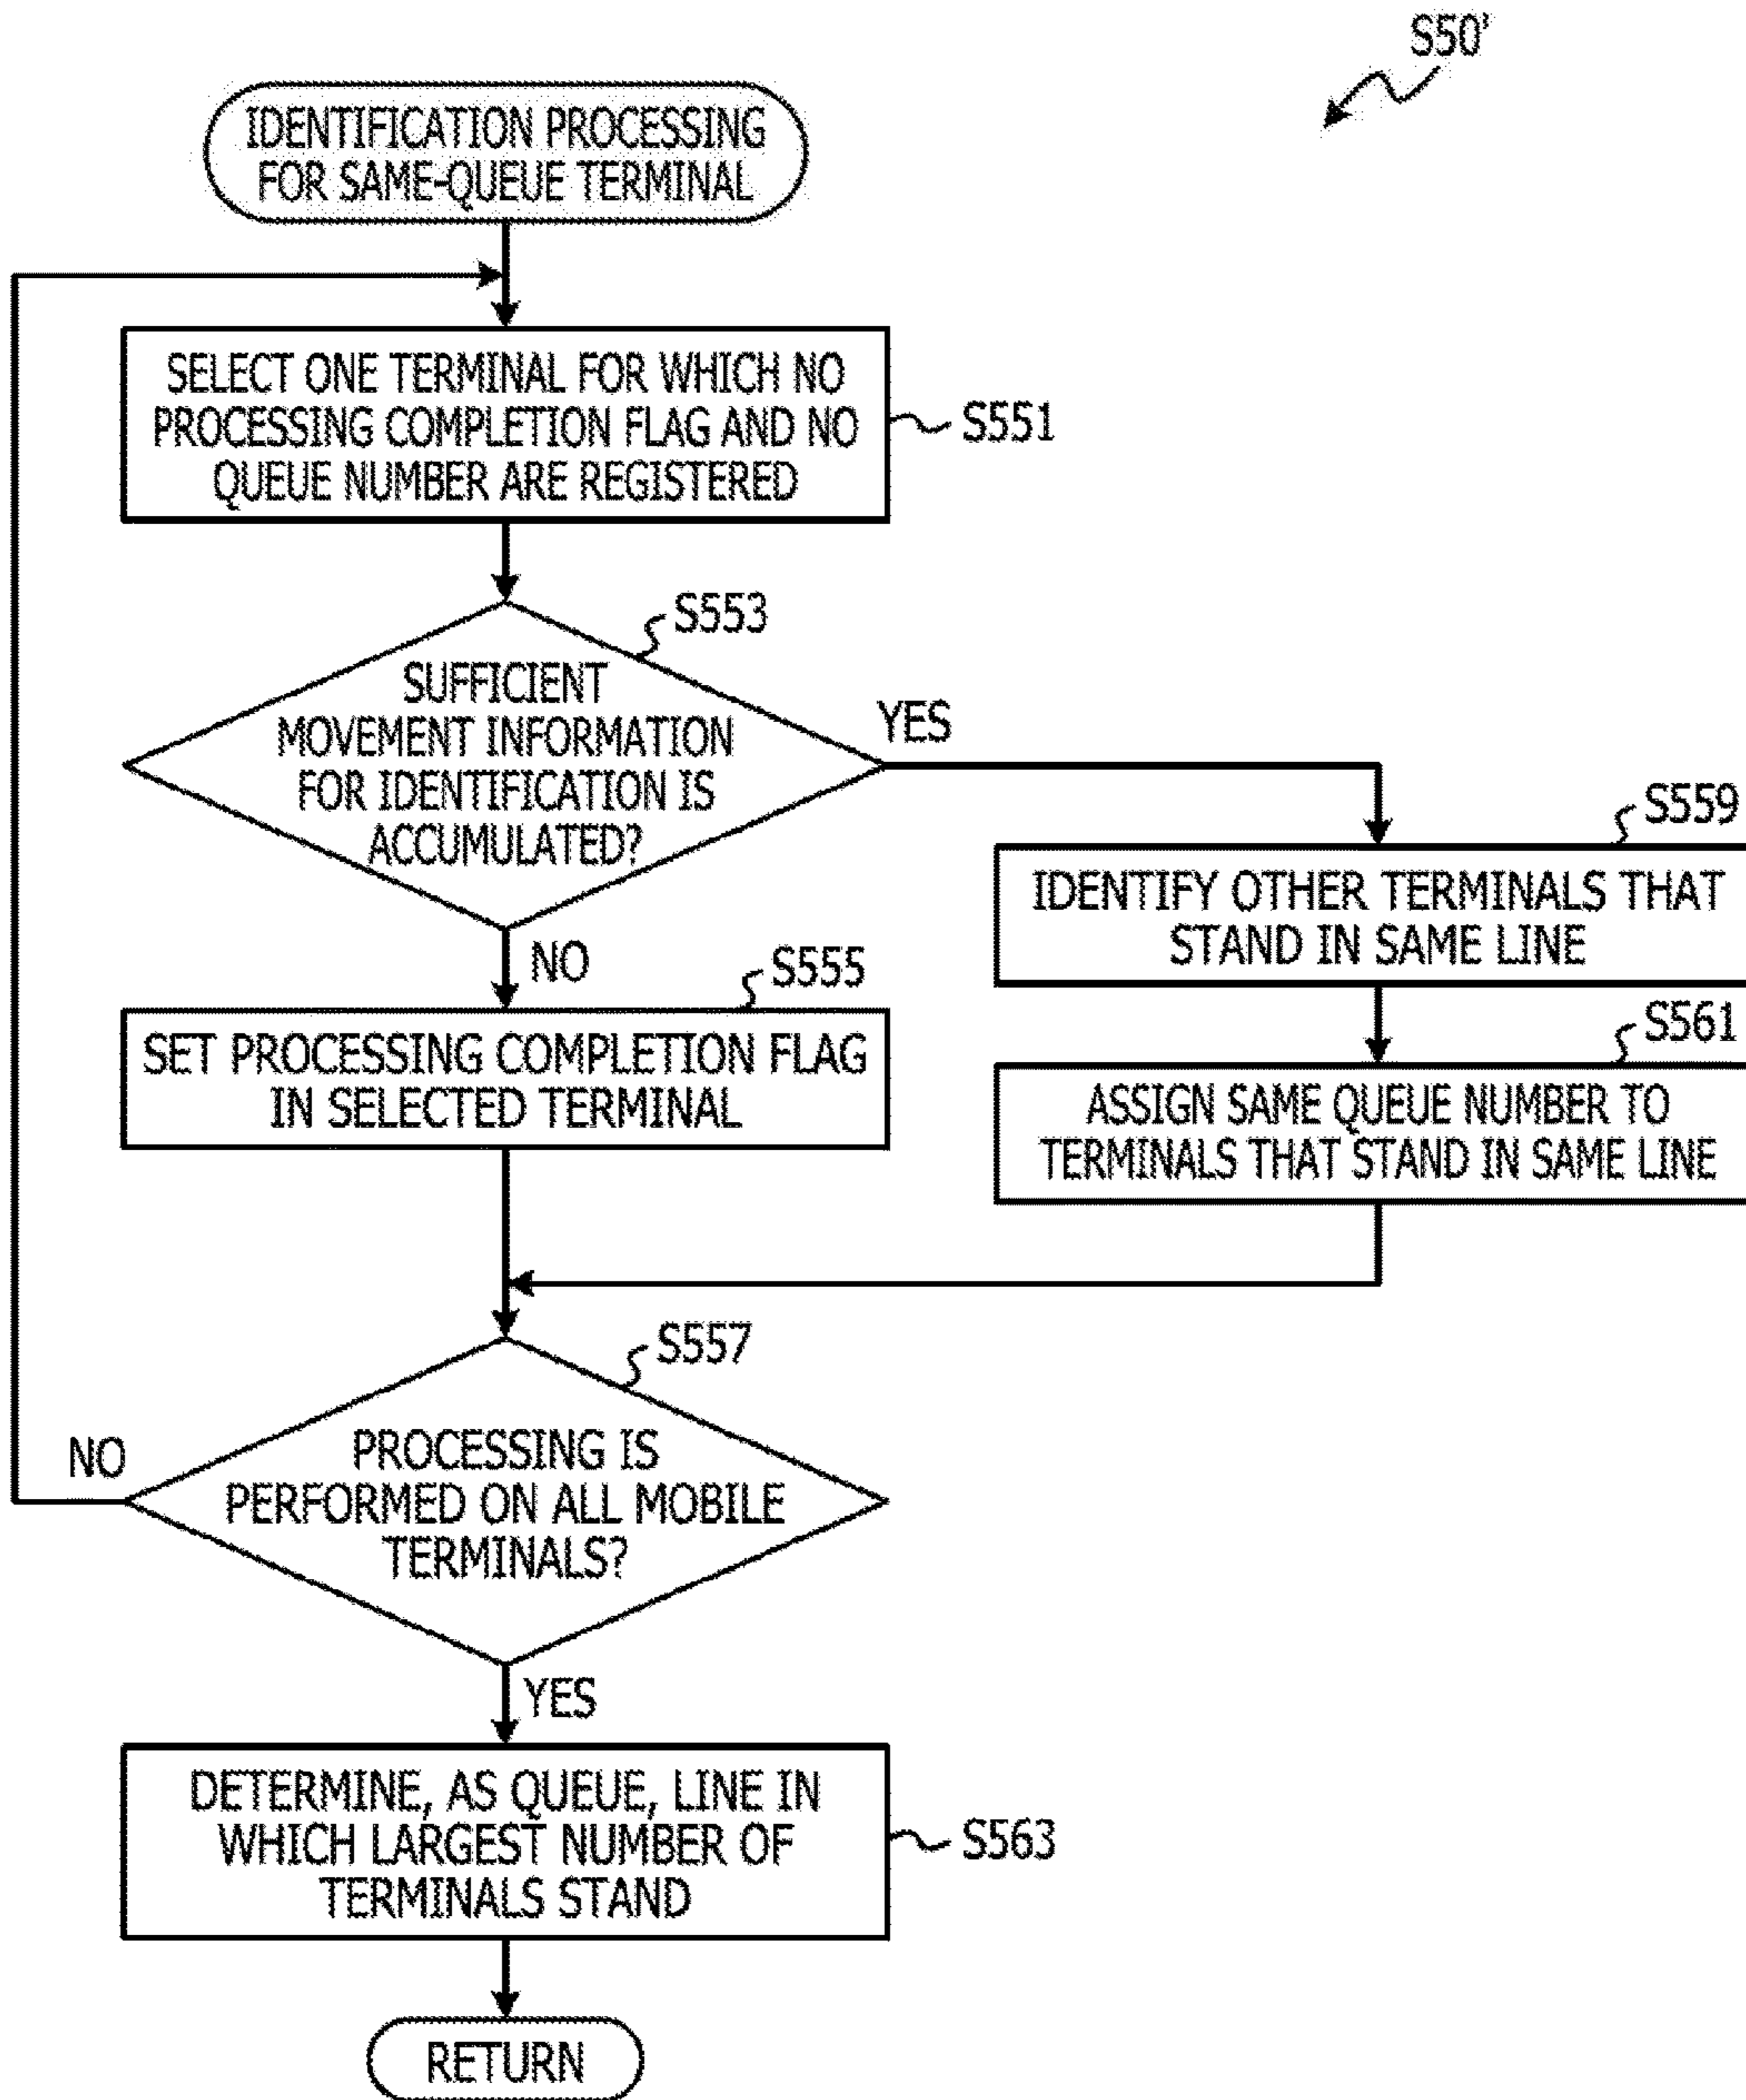 S50'
IDENTIFICATION PROCESSING
FOR SAME-QUEUE TERMINAL
SELECT ONE TERMINAL FOR WHICH NO
PROCESSING COMPLETION FLAG AND NO
QUEUE NUMBER ARE REGISTERED
S551
S553
SUFFICIENT
MOVEMENT INFORMATION
FOR IDENTIFICATION IS
ACCUMULATED?
YES
NO
S559
IDENTIFY OTHER TERMINALS THAT
STAND IN SAME LINE
S555
SET PROCESSING COMPLETION FLAG
IN SELECTED TERMINAL
S561
ASSIGN SAME QUEUE NUMBER TO
TERMINALS THAT STAND IN SAME LINE
S557
PROCESSING IS
PERFORMED ON ALL MOBILE
TERMINALS?
NO
YES
DETERMINE, AS QUEUE, LINE IN
WHICH LARGEST NUMBER OF
TERMINALS STAND
S563
RETURN